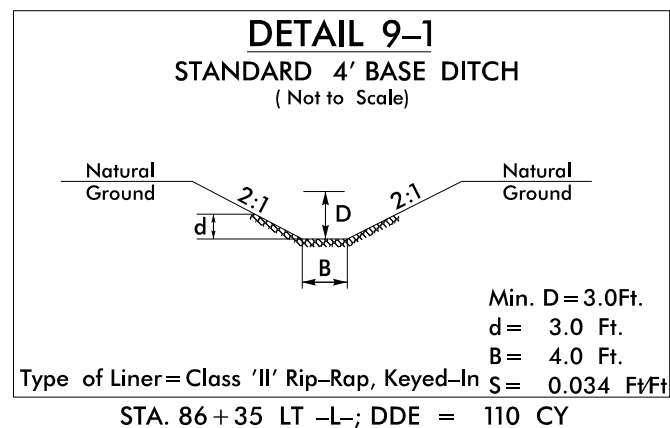 DETAIL 9–1
STANDARD 4' BASE DITCH
( Not to Scale)
Natural
Ground
2:1
D
2:1
Natural
Ground
d
B
Min. D = 3.0Ft.
d = 3.0 Ft.
B = 4.0 Ft.
Type of Liner = Class 'II' Rip–Rap, Keyed–In S = 0.034 Ft/Ft
STA. 86 + 35 LT –L–; DDE = 110 CY